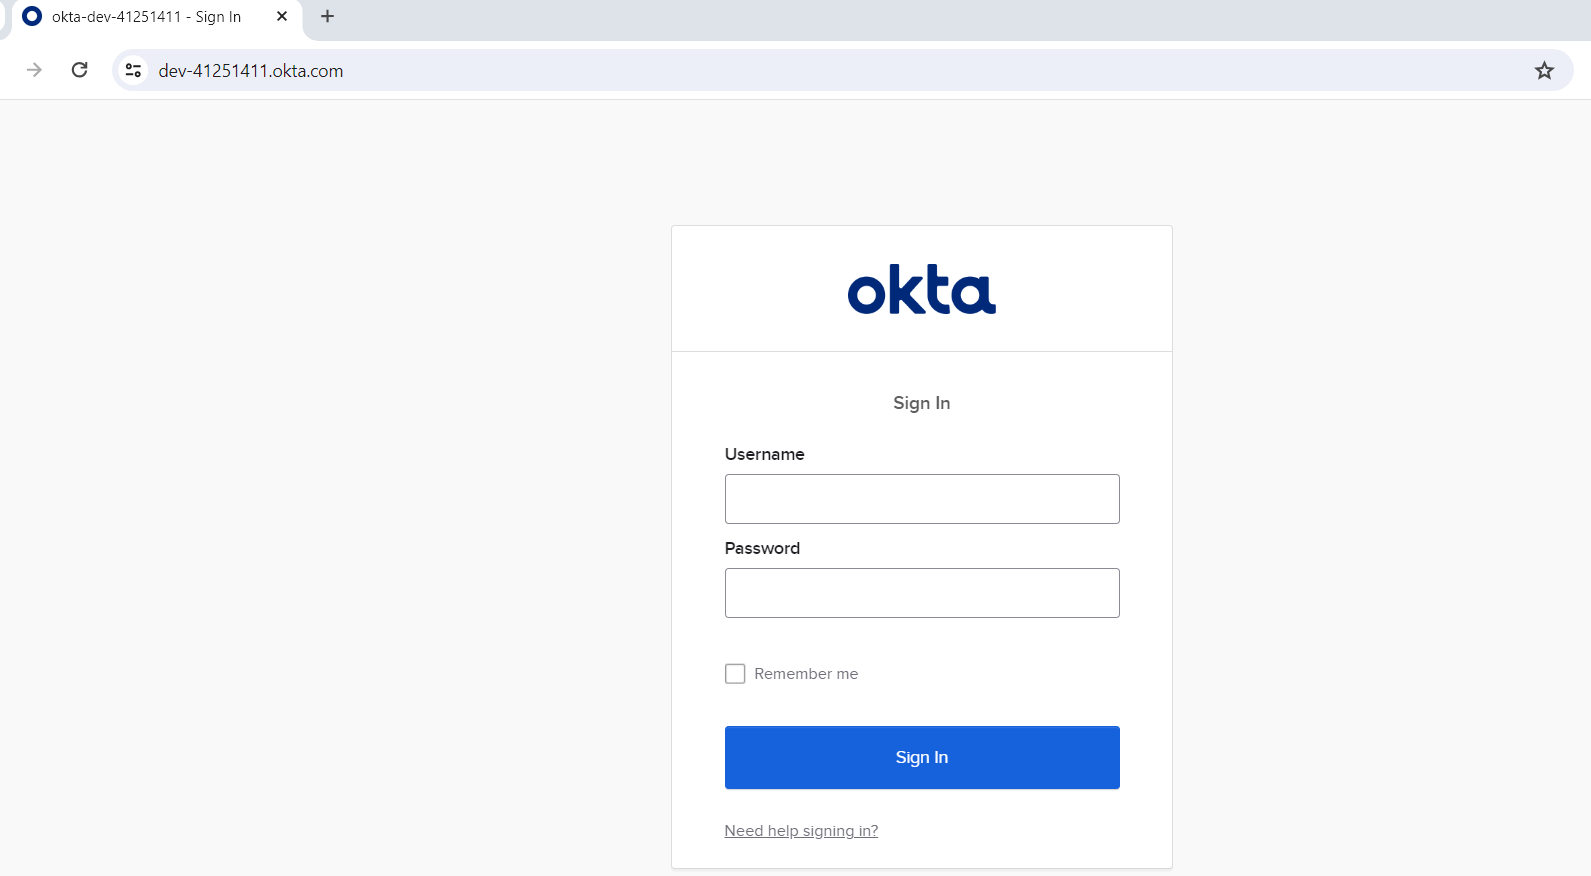 okta-dev-41251411 - Sign In
dev-41251411.okta.com
okta
Sign In
Username
Password
Remember me
Sign In
Need help signing in?